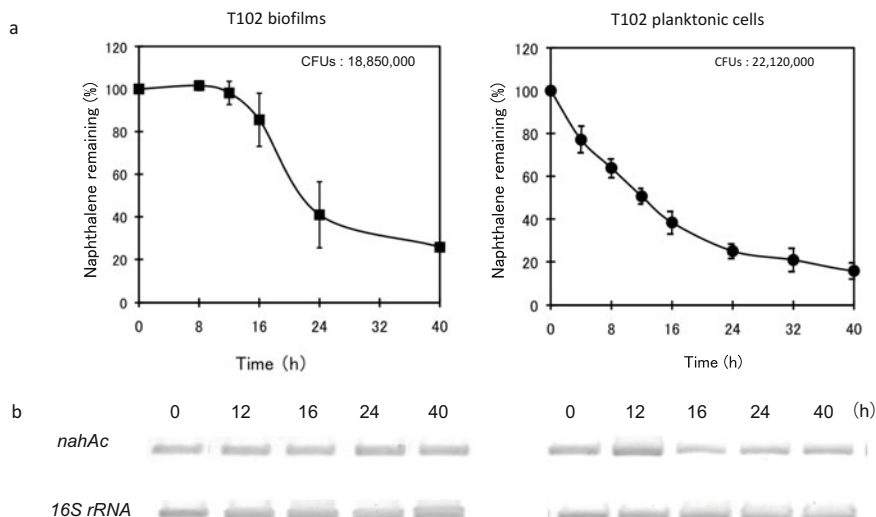 a
T102 biofilms
T102 planktonic cells
CFUs : 18,850,000
Naphthalene remaining (%)
120
100
80
60
40
20
0
0 8 12 16 24 32 40
Time (h)
CFUs : 22,120,000
Naphthalene remaining (%)
120
100
80
60
40
20
0
0 8 16 24 32 40
Time (h)
b
0 12 16 24 40
0 12 16 24 40 (h)
nahAc
16S rRNA